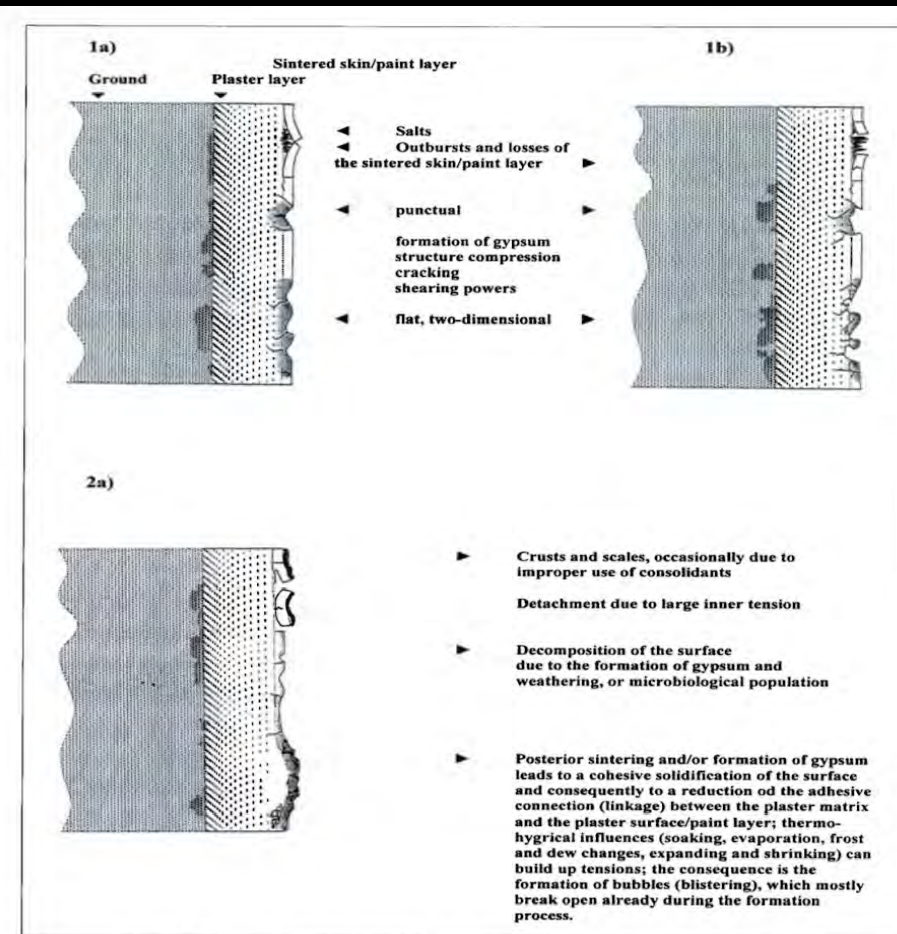 1a)
1b)
Sintered skin/paint layer
Ground
Plaster layer
Salts
Outbursts and losses of
the sintered skin/paint layer
punctual
formation of gypsum
structure compression
cracking
shearing powers
flat, two-dimensional
2a)
Crusts and scales, occasionally due to
improper use of consolidants
Detachment due to large inner tension
Decomposition of the surface
due to the formation of gypsum and
weathering, or microbiological population
Posterior sintering and/or formation of gypsum
leads to a cohesive solidification of the surface
and consequently to a reduction od the adhesive
connection (linkage) between the plaster matrix
and the plaster surface/paint layer; thermo-
hygrical influences (soaking, evaporation, frost
and dew changes, expanding and shrinking) can
build up tensions; the consequence is the
formation of bubbles (blistering), which mostly
break open already during the formation
process.